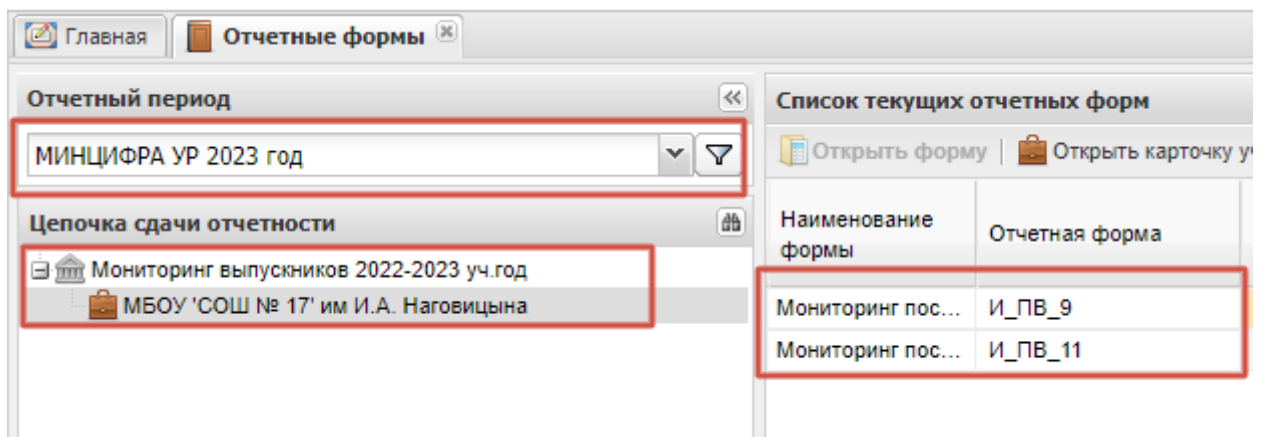 Главная
Отчетные формы
Отчетный период
МИНЦИФРА УР 2023 год
Цепочка сдачи отчетности
Мониторинг выпускников 2022-2023 уч.год
МБОУ 'СОШ № 17' им И.А. Наговицына
Список текущих отчетных форм
Открыть форму
Открыть карточку уч
Наименование
формы
Отчетная форма
Мониторинг пос... И_ПВ_9
Мониторинг пос... И_ПВ_11